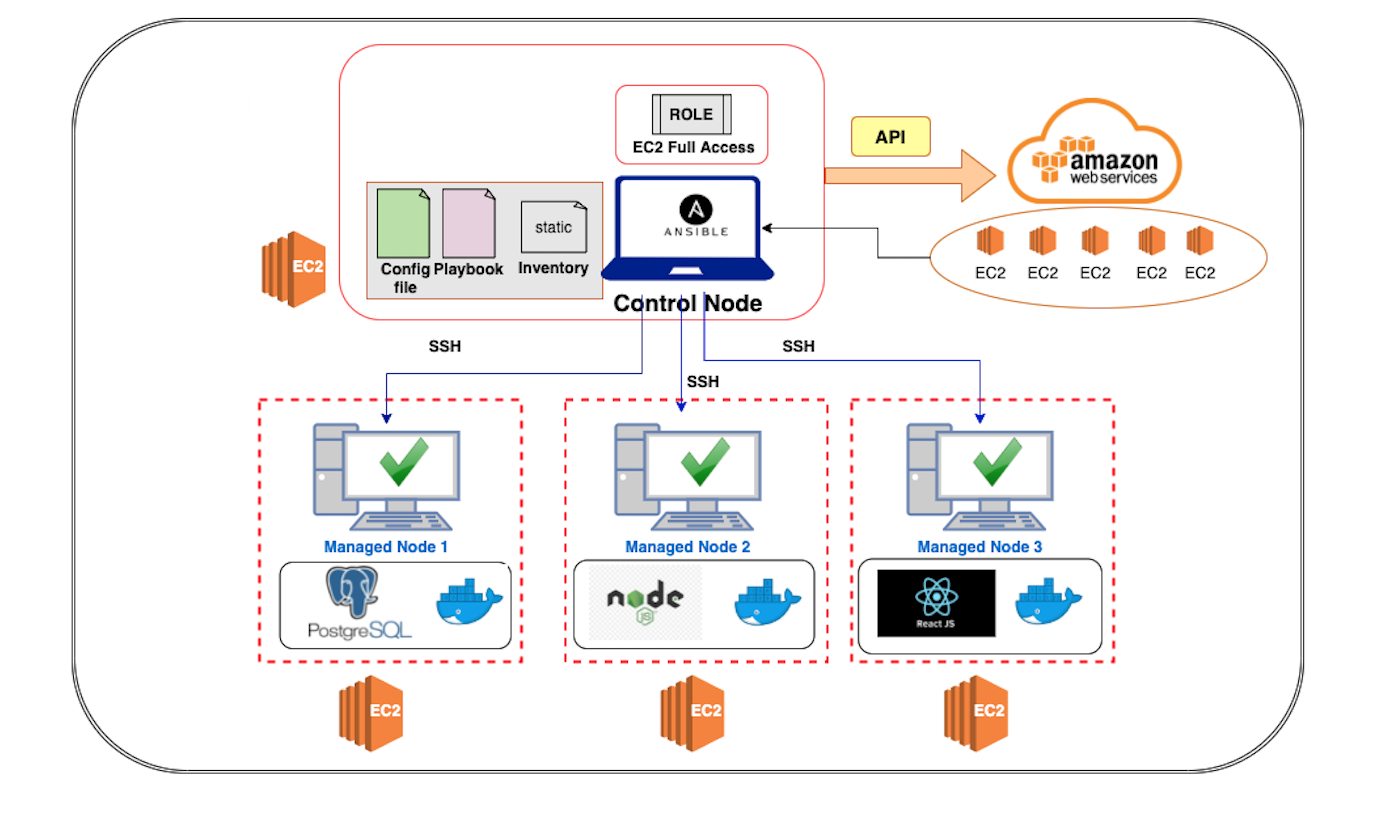 ROLE
EC2 Full Access
API
amazon
web services
static
ANSIBLE
EC2
Config Playbook Inventory
file
EC2 EC2 EC2 EC2 EC2
Control Node
SSH
SSH
SSH
Managed Node 1
Managed Node 2
Managed Node 3
PostgreSQL
node
JS
React JS
EC2
EC2
EC2